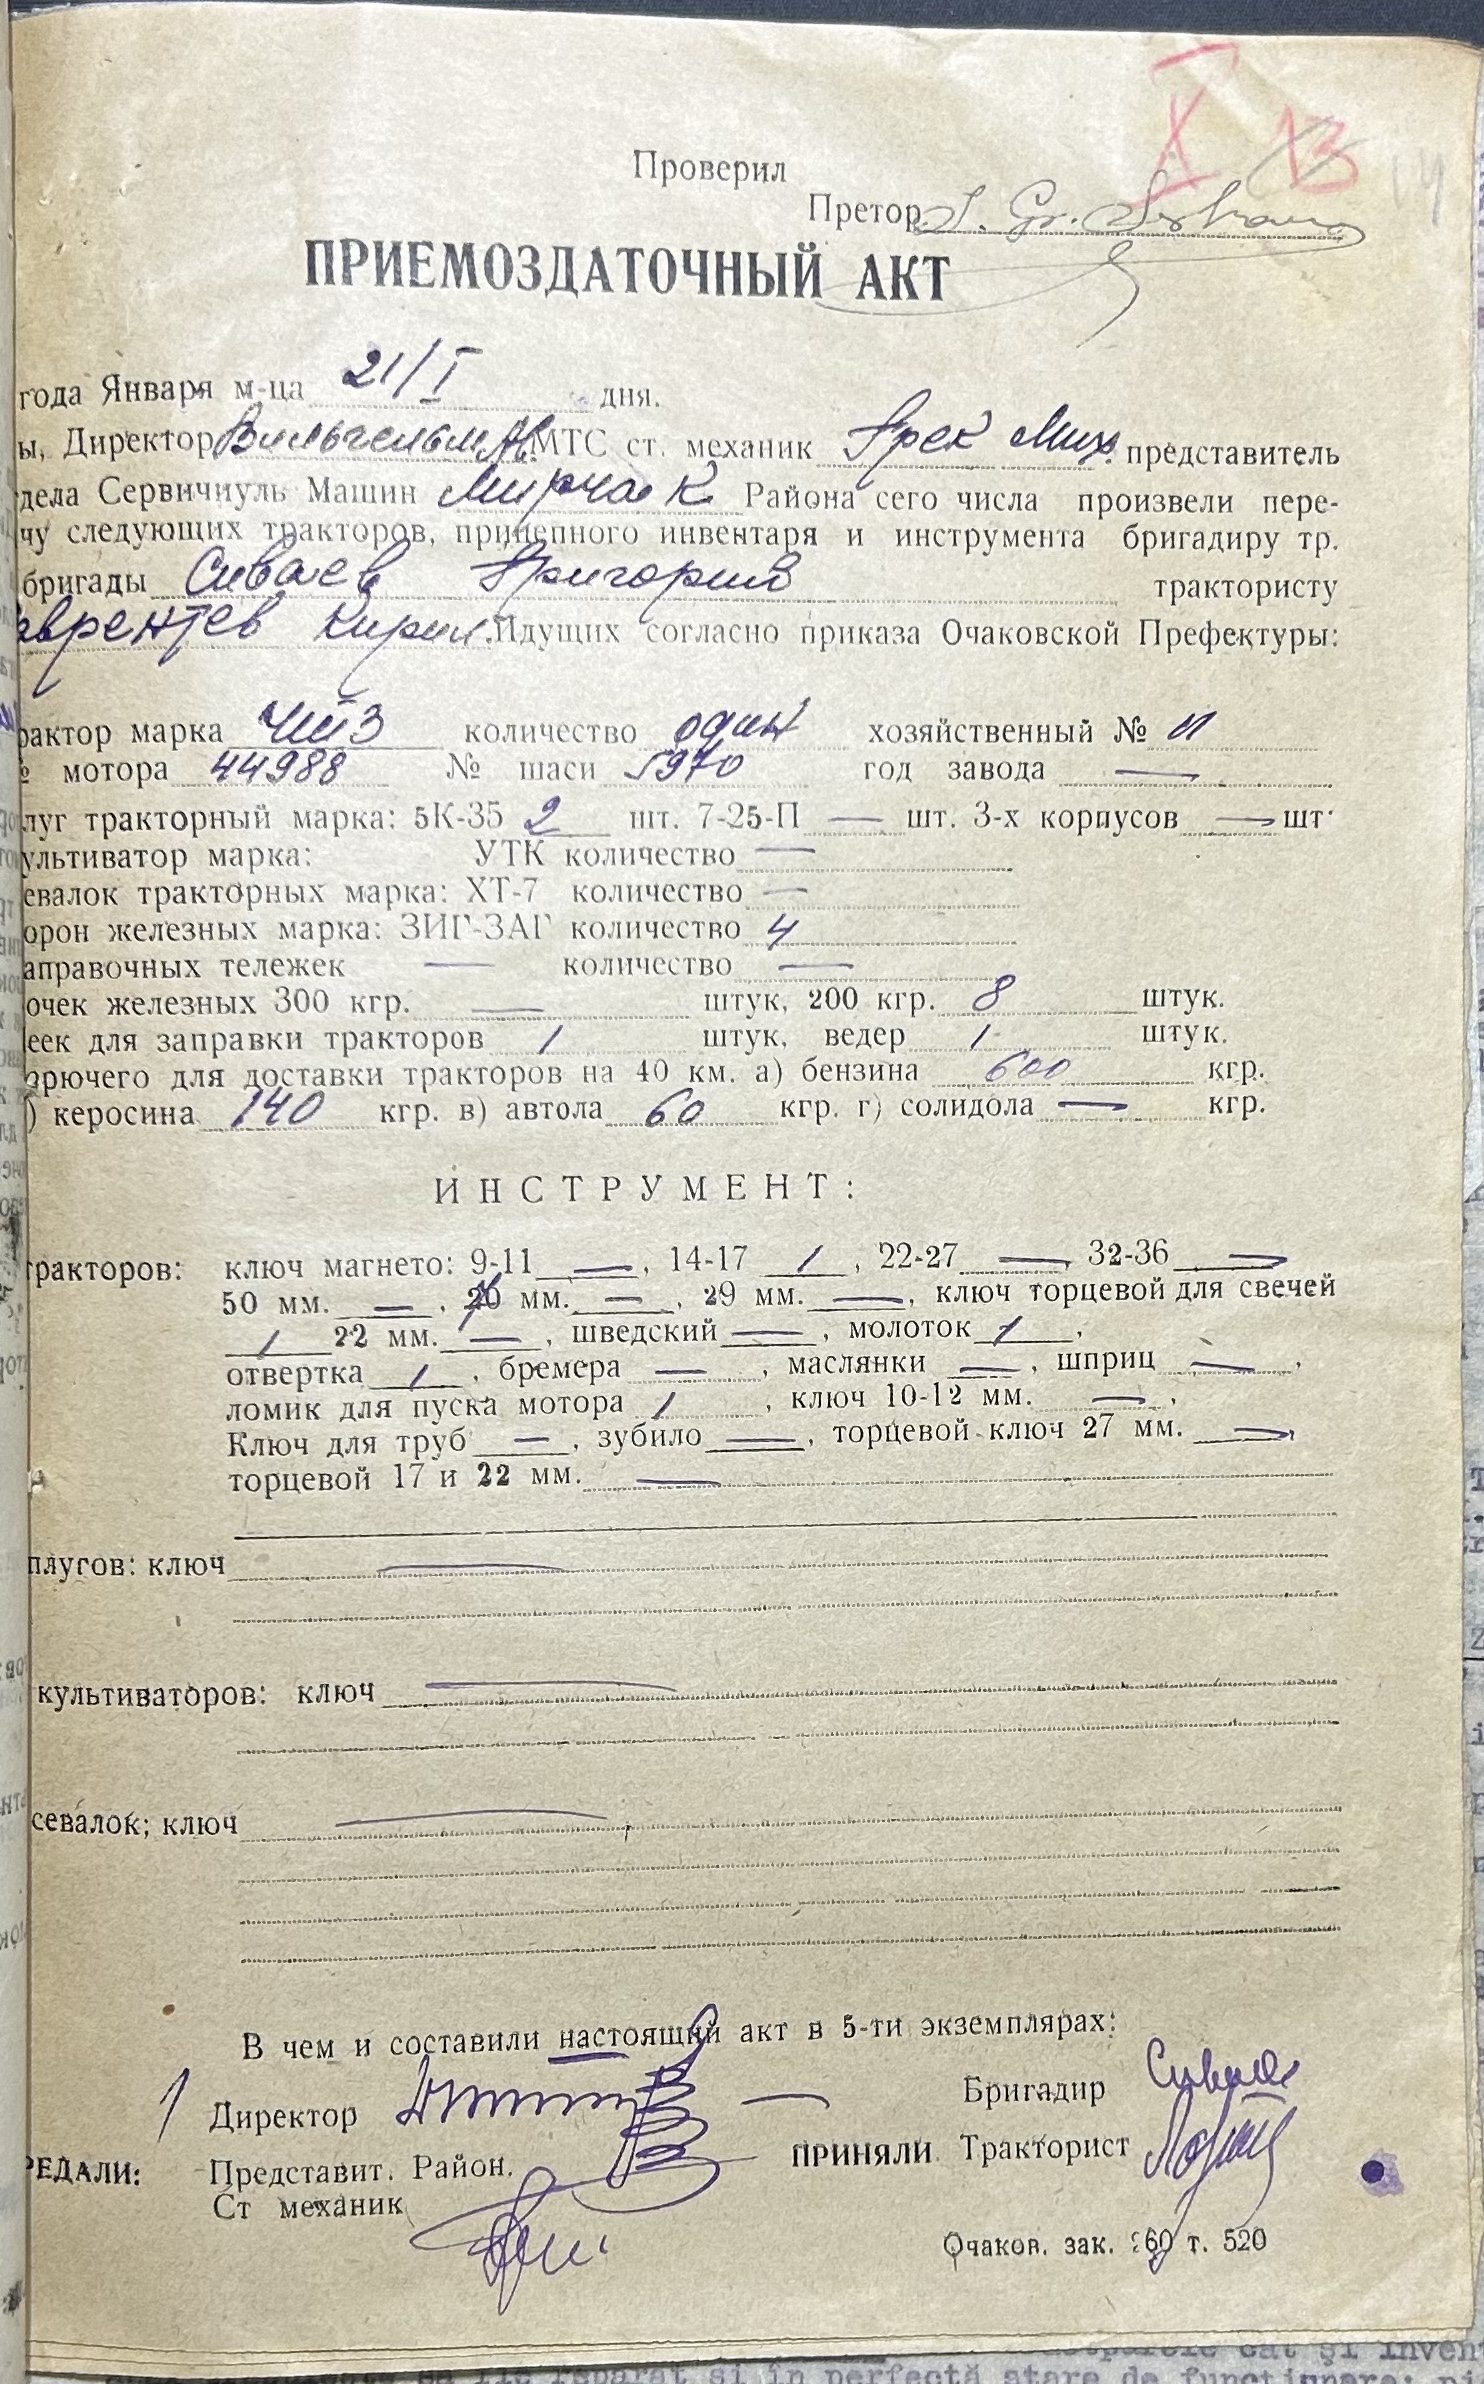 X 13 14
Проверил
Претор
ПРИЕМОЗДАТОЧНЫЙ АКТ
года Января м-ца 21/I дня.
ы, Директор Вильгельм МТС ст. механик Грек Мих. представитель
дела Сервичиуль Машин Мирча К Района сего числа произвели пере-
чу следующих тракторов, прицепного инвентаря и инструмента бригадиру тр.
бригады Сиваев Григорий трактористу
аврентев Кирил. Идущих согласно приказа Очаковской Префектуры:
рактор марка ЧТЗ количество один хозяйственный № 11
мотора 44988 № шаси 5970 год завода —
луг тракторный марка: 5К-35 2 шт. 7-25-П — шт. 3-х корпусов — шт.
ультиватор марка: УТК количество —
евалок тракторных марка: ХТ-7 количество —
орон железных марка: ЗИГ-ЗАГ количество 4
аправочных тележек — количество —
очек железных 300 кгр. — штук, 200 кгр. 8 штук.
еек для заправки тракторов 1 штук, ведер 1 штук.
орючего для доставки тракторов на 40 км. а) бензина 600 кгр.
) керосина 140 кгр. в) автола 60 кгр. г) солидола — кгр.
ИНСТРУМЕНТ:
тракторов: ключ магнето: 9-11 —, 14-17 1, 22-27 —, 32-36 —
50 мм. —, 20 мм. —, 29 мм. —, ключ торцевой для свечей
1 22 мм. —, шведский —, молоток 1,
отвертка 1, бремера —, маслянки —, шприц —,
ломик для пуска мотора 1, ключ 10-12 мм. —,
Ключ для труб —, зубило —, торцевой ключ 27 мм. —,
торцевой 17 и 22 мм. —
плугов: ключ —
культиваторов: ключ —
севалок; ключ —
В чем и составили настоящий акт в 5-ти экземплярах:
Директор — Бригадир
РЕДАЛИ: Представит. Район. ПРИНЯЛИ Тракторист
Ст механик
Очаков. зак. 60 т. 520